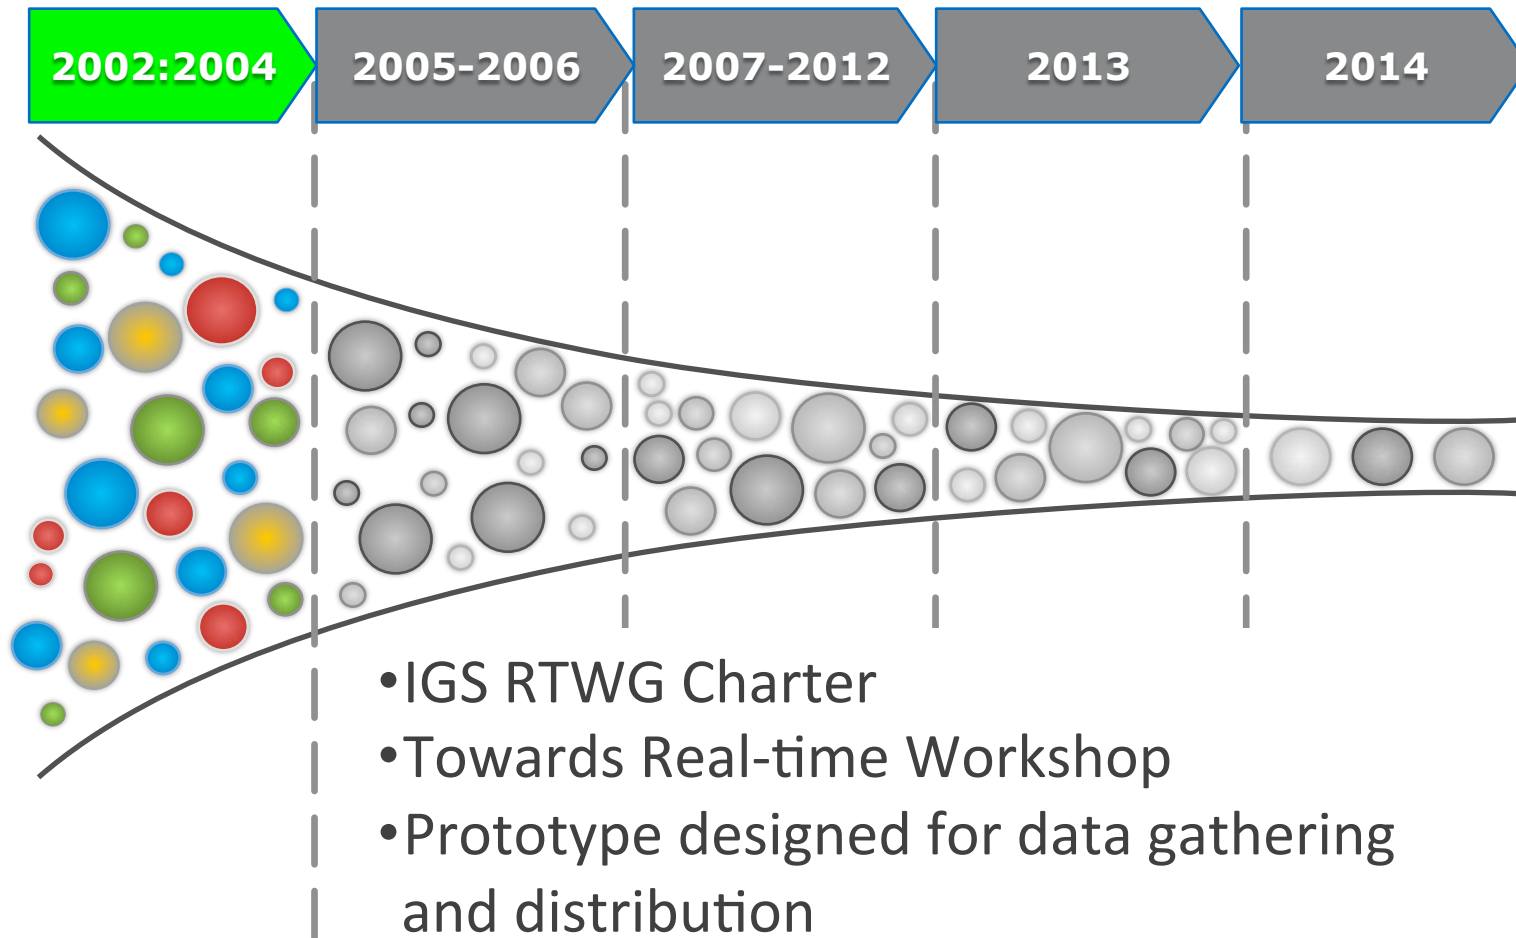 2002:2004
2005-2006
2007-2012
2013
2014
•IGS RTWG Charter
•Towards Real-time Workshop
•Prototype designed for data gathering
and distribution